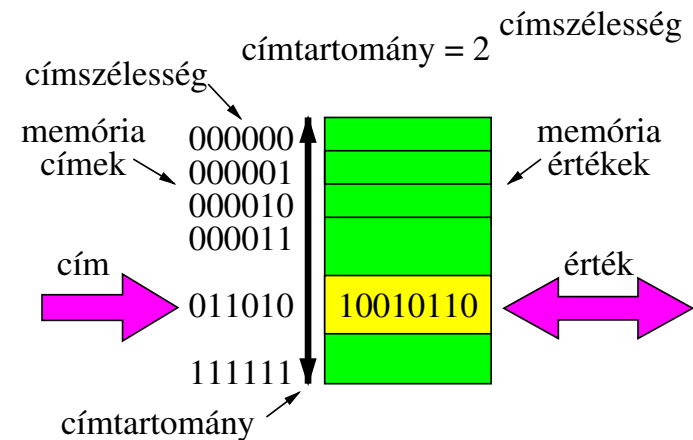 címtartomány = 2 címszélesség
címszélesség
memória
címek
000000
000001
000010
000011
memória
értékek
cím
011010
10010110
érték
111111
címtartomány